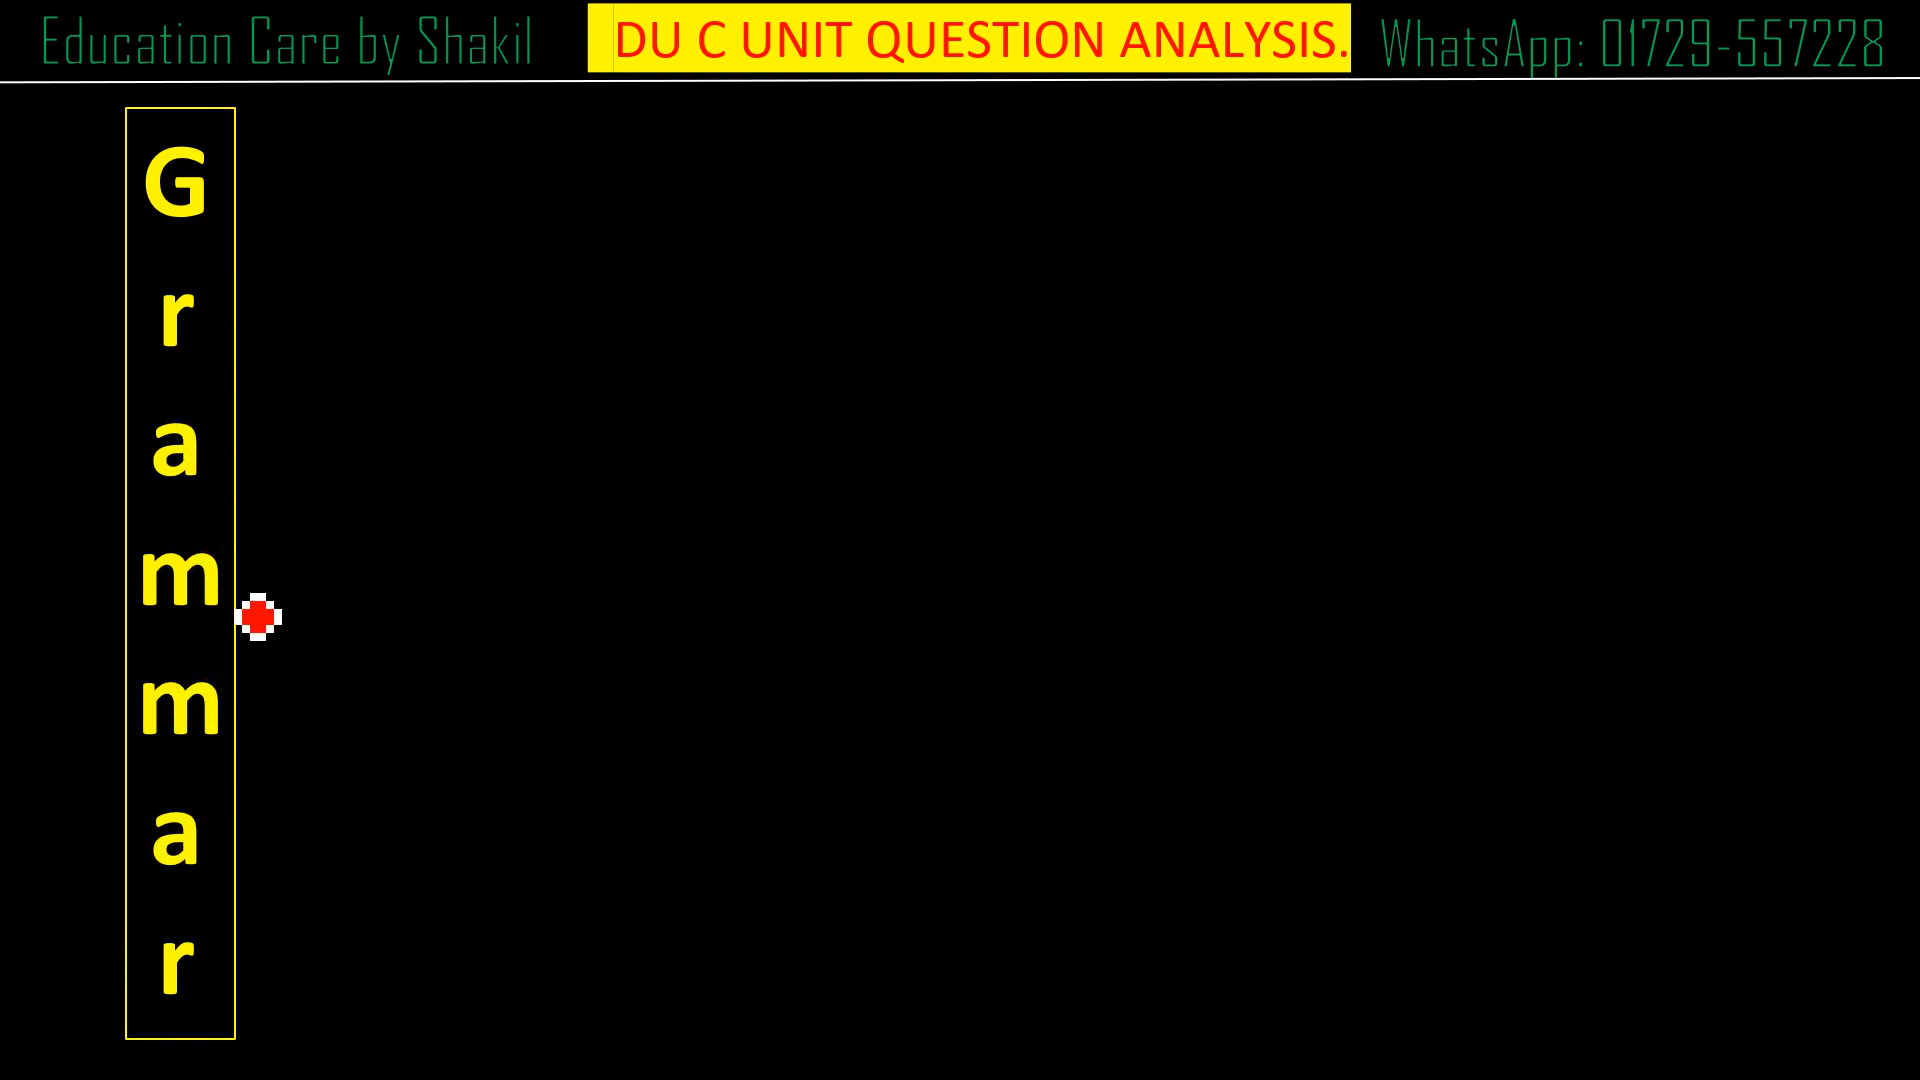 Education Care by Shakil
DU C UNIT QUESTION ANALYSIS.
WhatsApp: 01729-557228
G
r
a
m
m
a
r